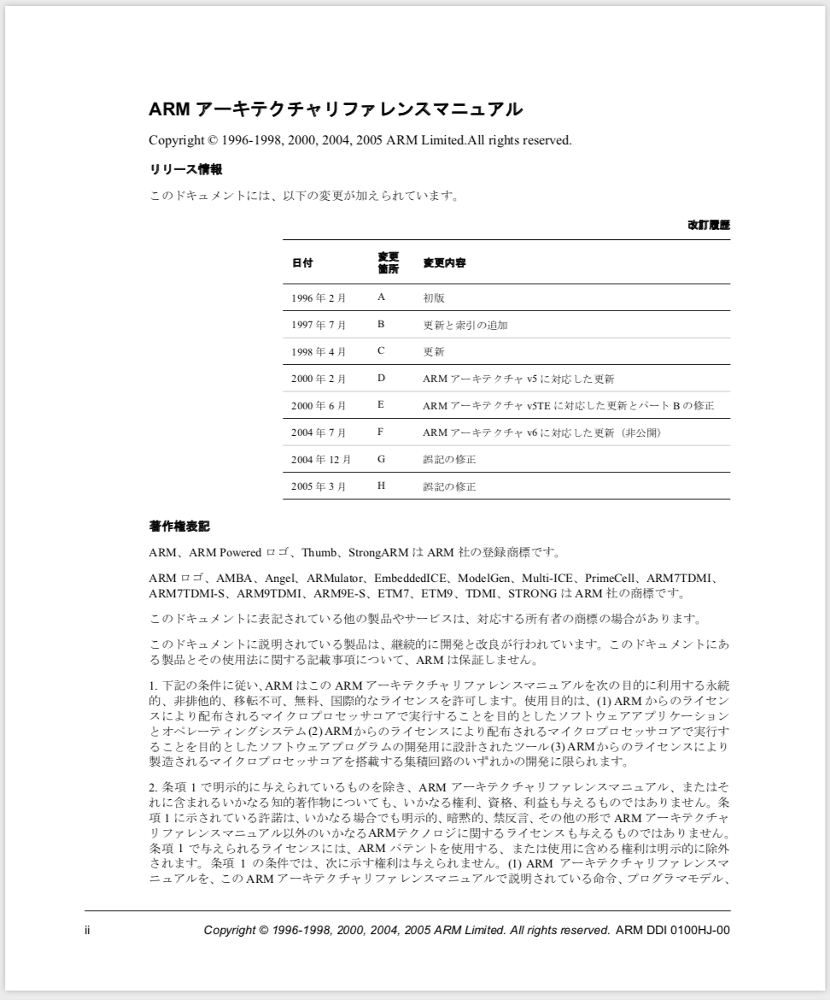 ARM アーキテクチャリファレンスマニュアル
Copyright © 1996-1998, 2000, 2004, 2005 ARM Limited.All rights reserved.
リリース情報
このドキュメントには、以下の変更が加えられています。
改訂履歴
日付 変更箇所 変更内容
1996 年 2 月 A 初版
1997 年 7 月 B 更新と索引の追加
1998 年 4 月 C 更新
2000 年 2 月 D ARM アーキテクチャ v5 に対応した更新
2000 年 6 月 E ARM アーキテクチャ v5TE に対応した更新とパート B の修正
2004 年 7 月 F ARM アーキテクチャ v6 に対応した更新（非公開）
2004 年 12 月 G 誤記の修正
2005 年 3 月 H 誤記の修正
著作権表記
ARM、ARM Powered ロゴ、Thumb、StrongARM は ARM 社の登録商標です。
ARM ロゴ、AMBA、Angel、ARMulator、EmbeddedICE、ModelGen、Multi-ICE、PrimeCell、ARM7TDMI、
ARM7TDMI-S、ARM9TDMI、ARM9E-S、ETM7、ETM9、TDMI、STRONG は ARM 社の商標です。
このドキュメントに表記されている他の製品やサービスは、対応する所有者の商標の場合があります。
このドキュメントに説明されている製品は、継続的に開発と改良が行われています。このドキュメントにあ
る製品とその使用法に関する記載事項について、ARM は保証しません。
1. 下記の条件に従い、ARM はこの ARM アーキテクチャリファレンスマニュアルを次の目的に利用する永続
的、非排他的、移転不可、無料、国際的なライセンスを許可します。使用目的は、(1) ARM からのライセン
スにより配布されるマイクロプロセッサコアで実行することを目的としたソフトウェアアプリケーション
とオペレーティングシステム(2) ARMからのライセンスにより配布されるマイクロプロセッサコアで実行す
ることを目的としたソフトウェアプログラムの開発用に設計されたツール(3) ARMからのライセンスにより
製造されるマイクロプロセッサコアを搭載する集積回路のいずれかの開発に限られます。
2. 条項 1 で明示的に与えられているものを除き、ARM アーキテクチャリファレンスマニュアル、またはそ
れに含まれるいかなる知的著作物についても、いかなる権利、資格、利益も与えるものではありません。条
項 1 に示されている許諾は、いかなる場合でも明示的、暗黙的、禁反言、その他の形で ARM アーキテクチャ
リファレンスマニュアル以外のいかなるARMテクノロジに関するライセンスも与えるものではありません。
条項 1 で与えられるライセンスには、ARM パテントを使用する、または使用に含める権利は明示的に除外
されます。条項 1 の条件では、次に示す権利は与えられません。(1) ARM アーキテクチャリファレンスマ
ニュアルを、この ARM アーキテクチャリファレンスマニュアルで説明されている命令、プログラマモデル、
ii Copyright © 1996-1998, 2000, 2004, 2005 ARM Limited. All rights reserved. ARM DDI 0100HJ-00